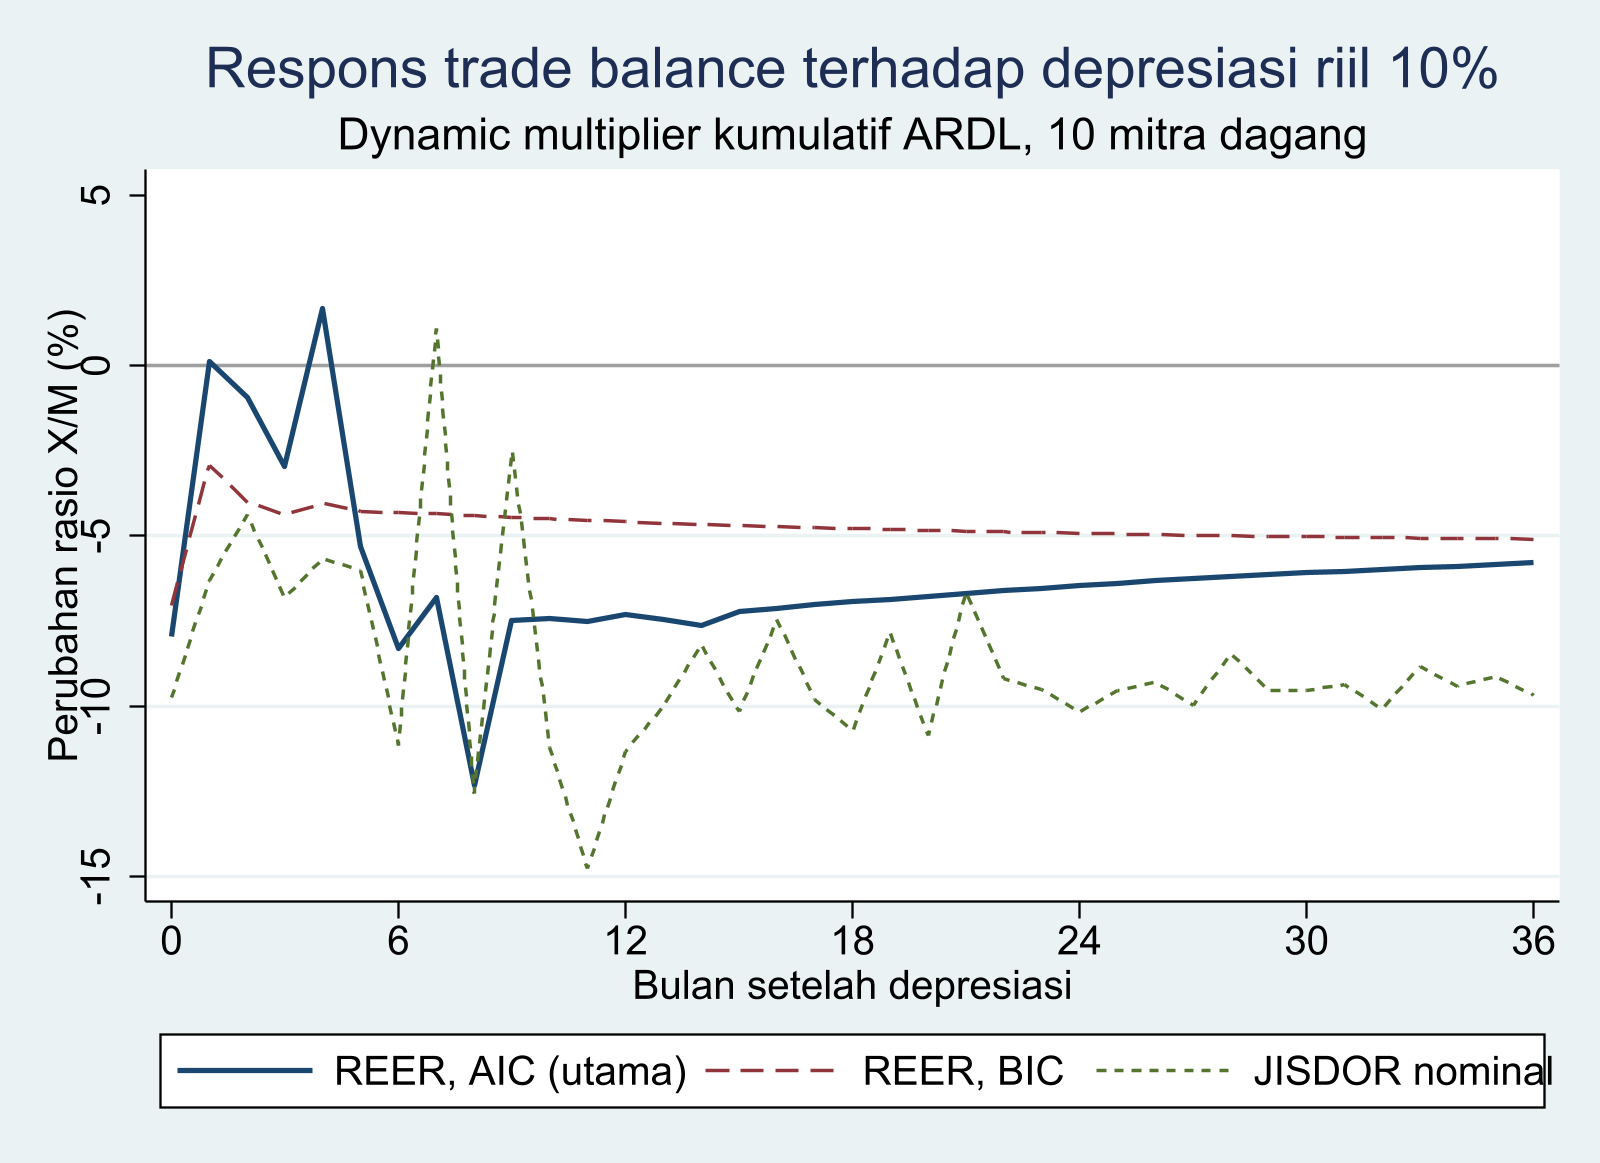 Respons trade balance terhadap depresiasi riil 10%
Dynamic multiplier kumulatif ARDL, 10 mitra dagang
Perubahan rasio X/M (%)
5
0
-5
-10
-15
0 6 12 18 24 30 36
Bulan setelah depresiasi
REER, AIC (utama) REER, BIC JISDOR nominal